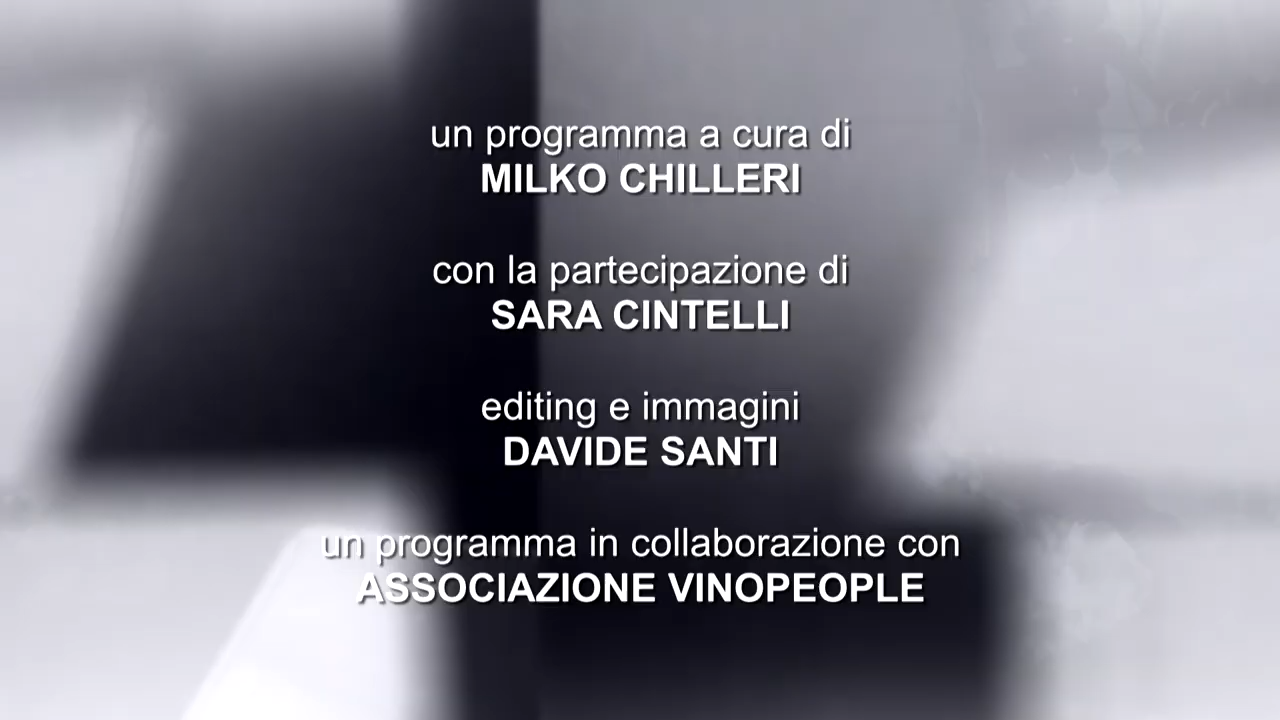 un programma a cura di
MILKO CHILLERI
con la partecipazione di
SARA CINTELLI
editing e immagini
DAVIDE SANTI
un programma in collaborazione con
ASSOCIAZIONE VINOPEOPLE